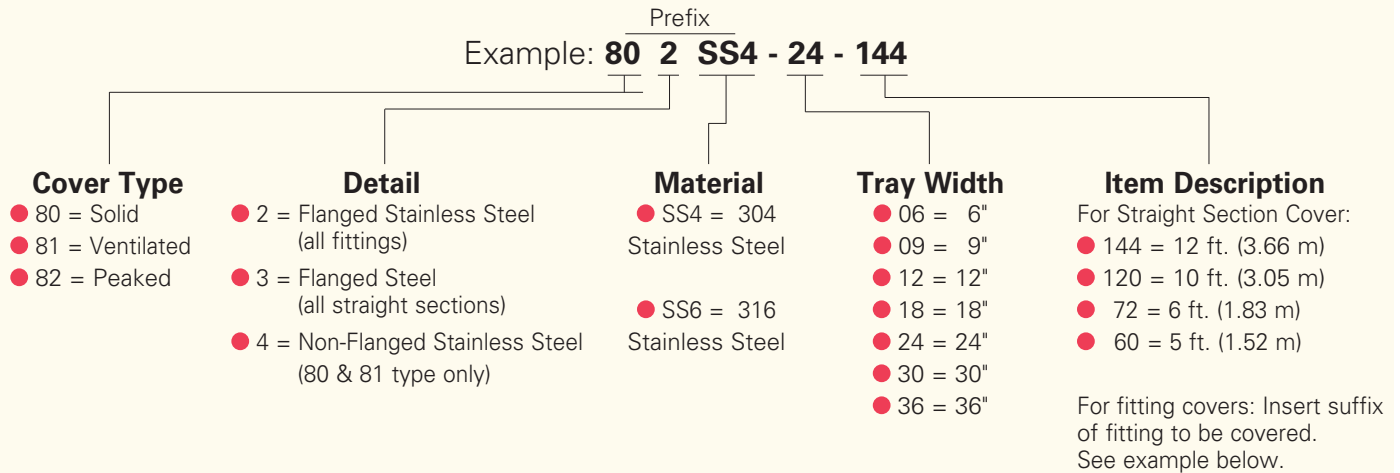 Prefix
Example: 80 2 SS4 - 24 - 144
Cover Type
80 = Solid
81 = Ventilated
82 = Peaked
Detail
2 = Flanged Stainless Steel
(all fittings)
3 = Flanged Steel
(all straight sections)
4 = Non-Flanged Stainless Steel
(80 & 81 type only)
Material
SS4 = 304
Stainless Steel
SS6 = 316
Stainless Steel
Tray Width
06 = 6"
09 = 9"
12 = 12"
18 = 18"
24 = 24"
30 = 30"
36 = 36"
Item Description
For Straight Section Cover:
144 = 12 ft. (3.66 m)
120 = 10 ft. (3.05 m)
72 = 6 ft. (1.83 m)
60 = 5 ft. (1.52 m)
For fitting covers: Insert suffix
of fitting to be covered.
See example below.